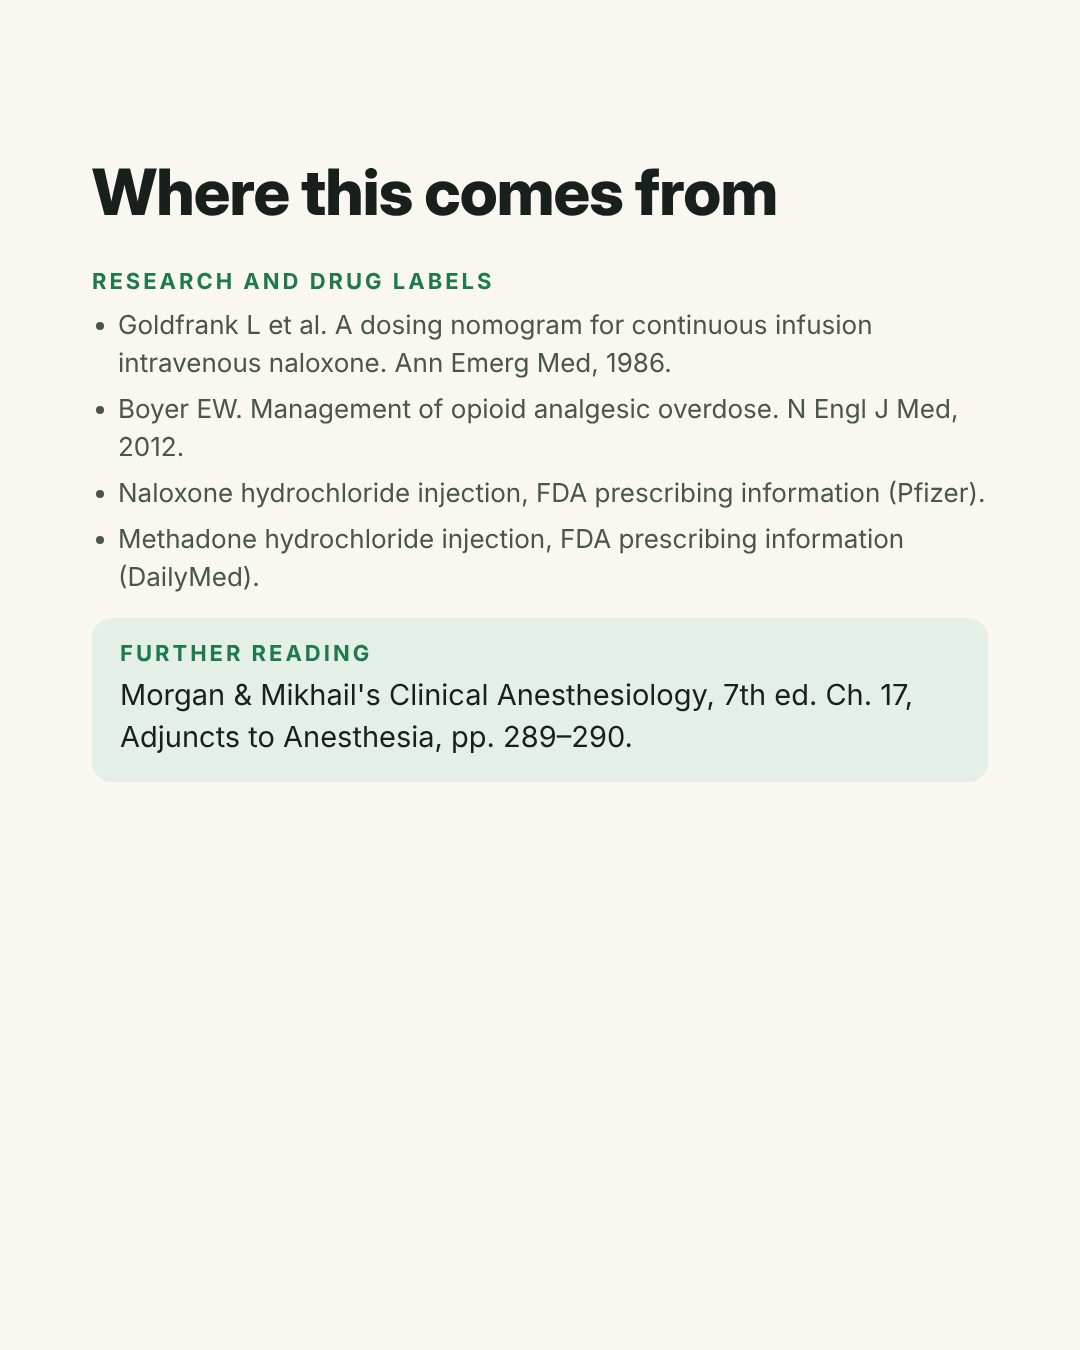 Where this comes from
RESEARCH AND DRUG LABELS
• Goldfrank L et al. A dosing nomogram for continuous infusion
intravenous naloxone. Ann Emerg Med, 1986.
• Boyer EW. Management of opioid analgesic overdose. N Engl J Med,
2012.
• Naloxone hydrochloride injection, FDA prescribing information (Pfizer).
• Methadone hydrochloride injection, FDA prescribing information
(DailyMed).
FURTHER READING
Morgan & Mikhail's Clinical Anesthesiology, 7th ed. Ch. 17,
Adjuncts to Anesthesia, pp. 289–290.